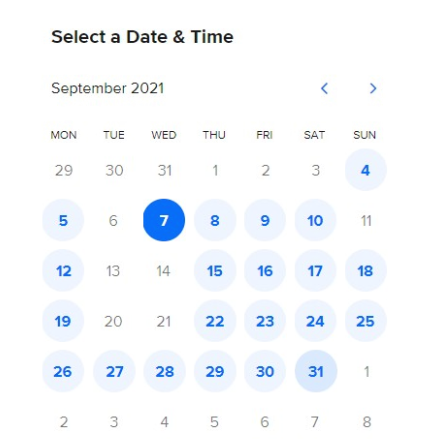 Select a Date & Time
September 2021 < >
MON TUE WED THU FRI SAT SUN
29 30 31 1 2 3 4
5 6 7 8 9 10 11
12 13 14 15 16 17 18
19 20 21 22 23 24 25
26 27 28 29 30 31 1
2 3 4 5 6 7 8